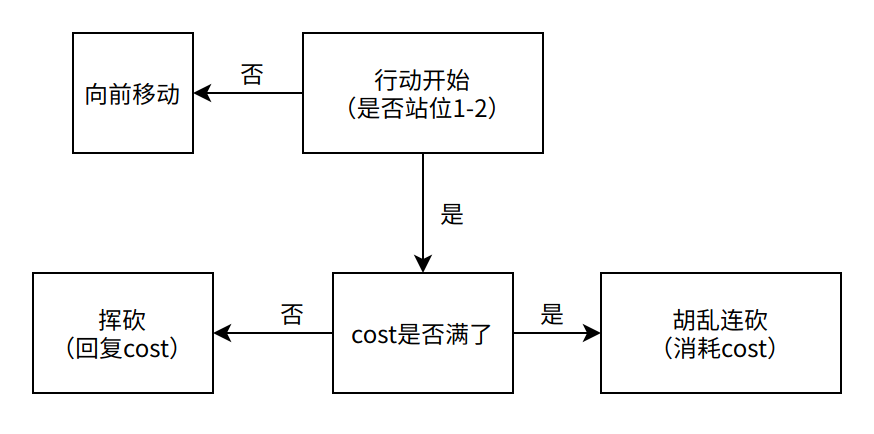 向前移动
否
行动开始
（是否站位1-2）
是
挥砍
（回复cost）
否
cost是否满了
是
胡乱连砍
（消耗cost）